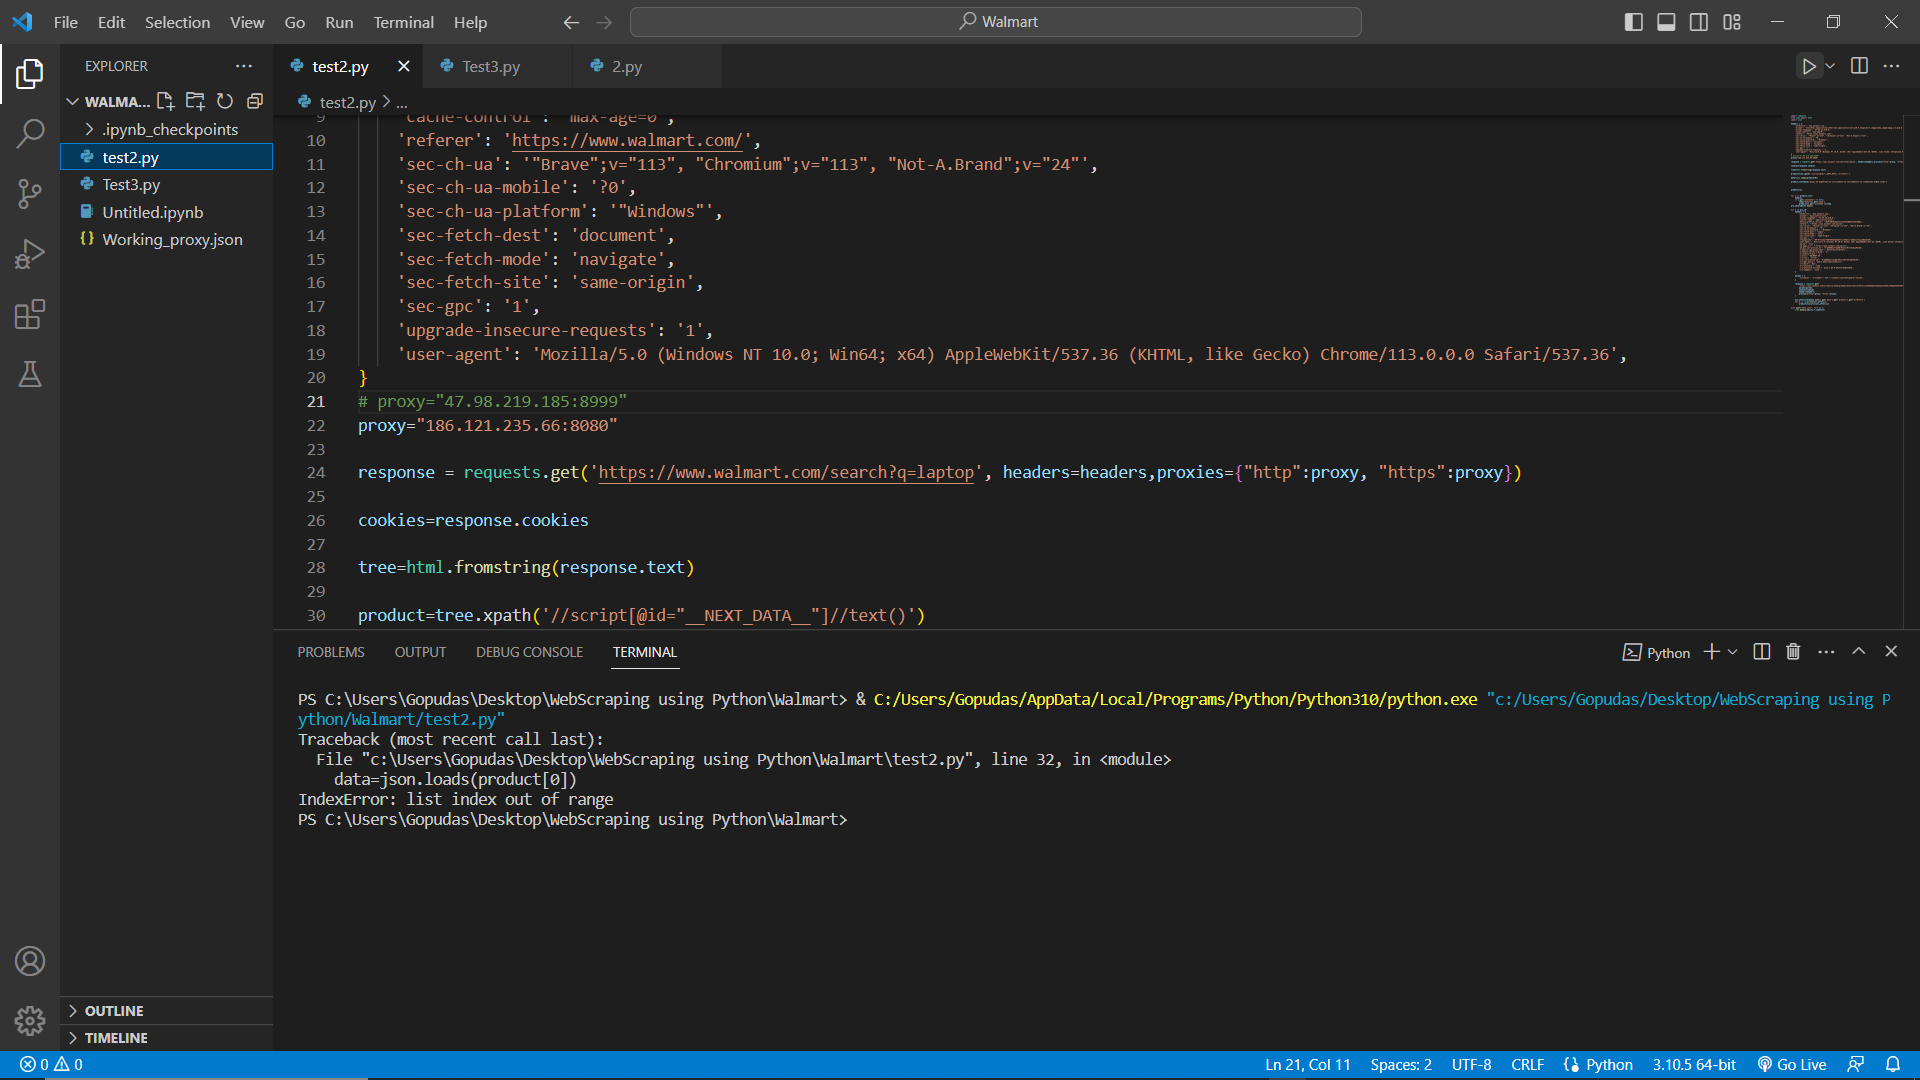 File Edit Selection View Go Run Terminal Help
Walmart
EXPLORER
WALMA...
.ipynb_checkpoints
test2.py
Test3.py
Untitled.ipynb
Working_proxy.json
OUTLINE
TIMELINE
test2.py Test3.py 2.py
test2.py > ...
9 'cache-control': 'max-age=0',
10 'referer': 'https://www.walmart.com/',
11 'sec-ch-ua': '"Brave";v="113", "Chromium";v="113", "Not-A.Brand";v="24"',
12 'sec-ch-ua-mobile': '?0',
13 'sec-ch-ua-platform': '"Windows"',
14 'sec-fetch-dest': 'document',
15 'sec-fetch-mode': 'navigate',
16 'sec-fetch-site': 'same-origin',
17 'sec-gpc': '1',
18 'upgrade-insecure-requests': '1',
19 'user-agent': 'Mozilla/5.0 (Windows NT 10.0; Win64; x64) AppleWebKit/537.36 (KHTML, like Gecko) Chrome/113.0.0.0 Safari/537.36',
20 }
21 # proxy="47.98.219.185:8999"
22 proxy="186.121.235.66:8080"
23
24 response = requests.get('https://www.walmart.com/search?q=laptop', headers=headers,proxies={"http":proxy, "https":proxy})
25
26 cookies=response.cookies
27
28 tree=html.fromstring(response.text)
29
30 product=tree.xpath('//script[@id="__NEXT_DATA__"]//text()')
PROBLEMS OUTPUT DEBUG CONSOLE TERMINAL
Python
PS C:\Users\Gopudas\Desktop\WebScraping using Python\Walmart> & C:/Users/Gopudas/AppData/Local/Programs/Python/Python310/python.exe "c:/Users/Gopudas/Desktop/WebScraping using P
ython/Walmart/test2.py"
Traceback (most recent call last):
File "c:\Users\Gopudas\Desktop\WebScraping using Python\Walmart\test2.py", line 32, in <module>
data=json.loads(product[0])
IndexError: list index out of range
PS C:\Users\Gopudas\Desktop\WebScraping using Python\Walmart>
0 0
Ln 21, Col 11 Spaces: 2 UTF-8 CRLF Python 3.10.5 64-bit Go Live